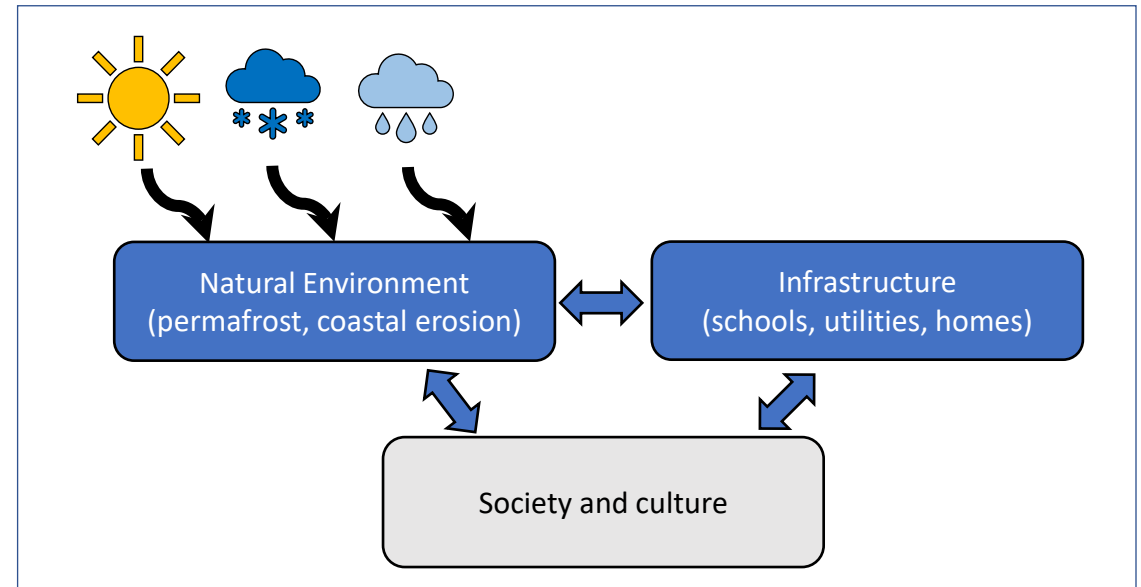 Natural Environment
(permafrost, coastal erosion)
Infrastructure
(schools, utilities, homes)
Society and culture